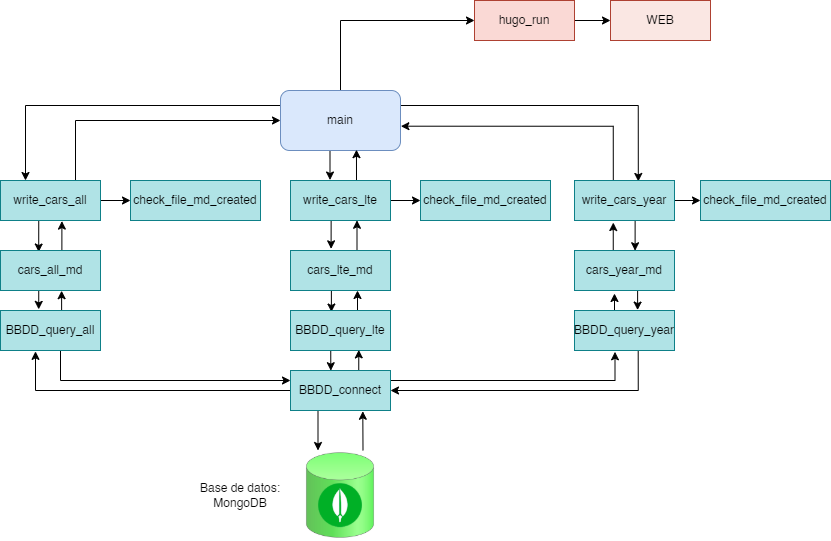 hugo_run
WEB
main
write_cars_all
check_file_md_created
write_cars_lte
check_file_md_created
write_cars_year
check_file_md_created
cars_all_md
cars_lte_md
cars_year_md
BBDD_query_all
BBDD_query_lte
BBDD_query_year
BBDD_connect
Base de datos:
MongoDB